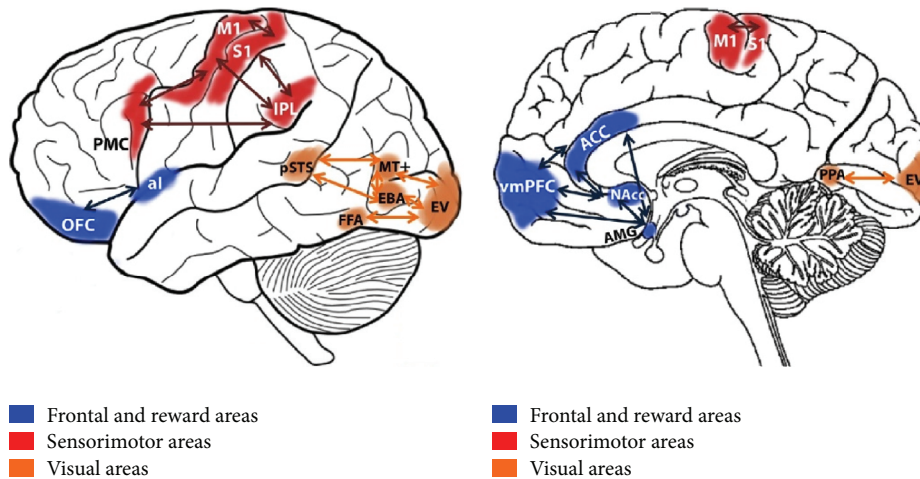 M1
S1
IPL
PMC
aI
OFC
pSTS
MT+
EBA
FFA
EV
Frontal and reward areas
Sensorimotor areas
Visual areas
M1
S1
ACC
vmPFC
NAcc
AMG
PPA
EV
Frontal and reward areas
Sensorimotor areas
Visual areas